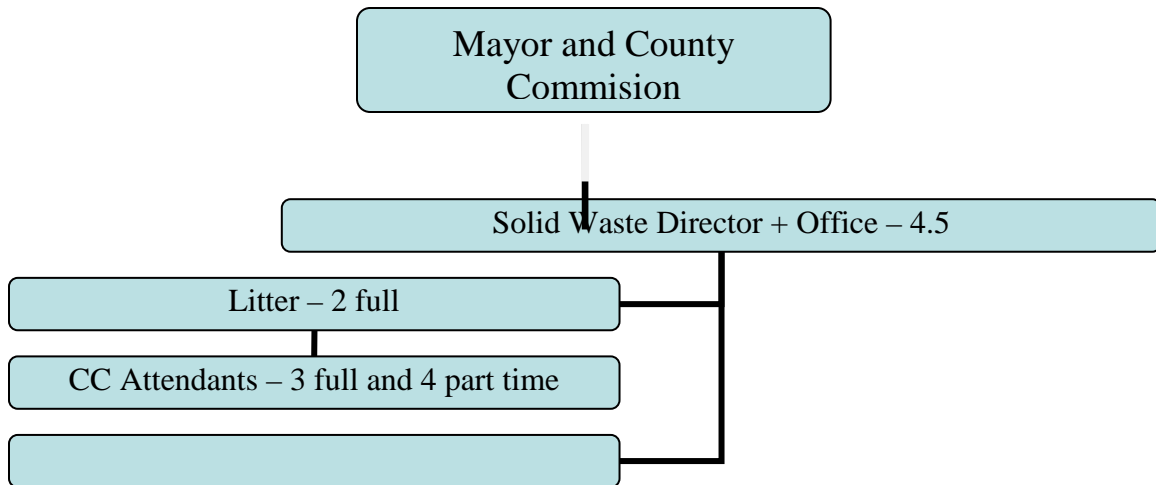 Mayor and County
Commision
Solid Waste Director + Office – 4.5
Litter – 2 full
CC Attendants – 3 full and 4 part time